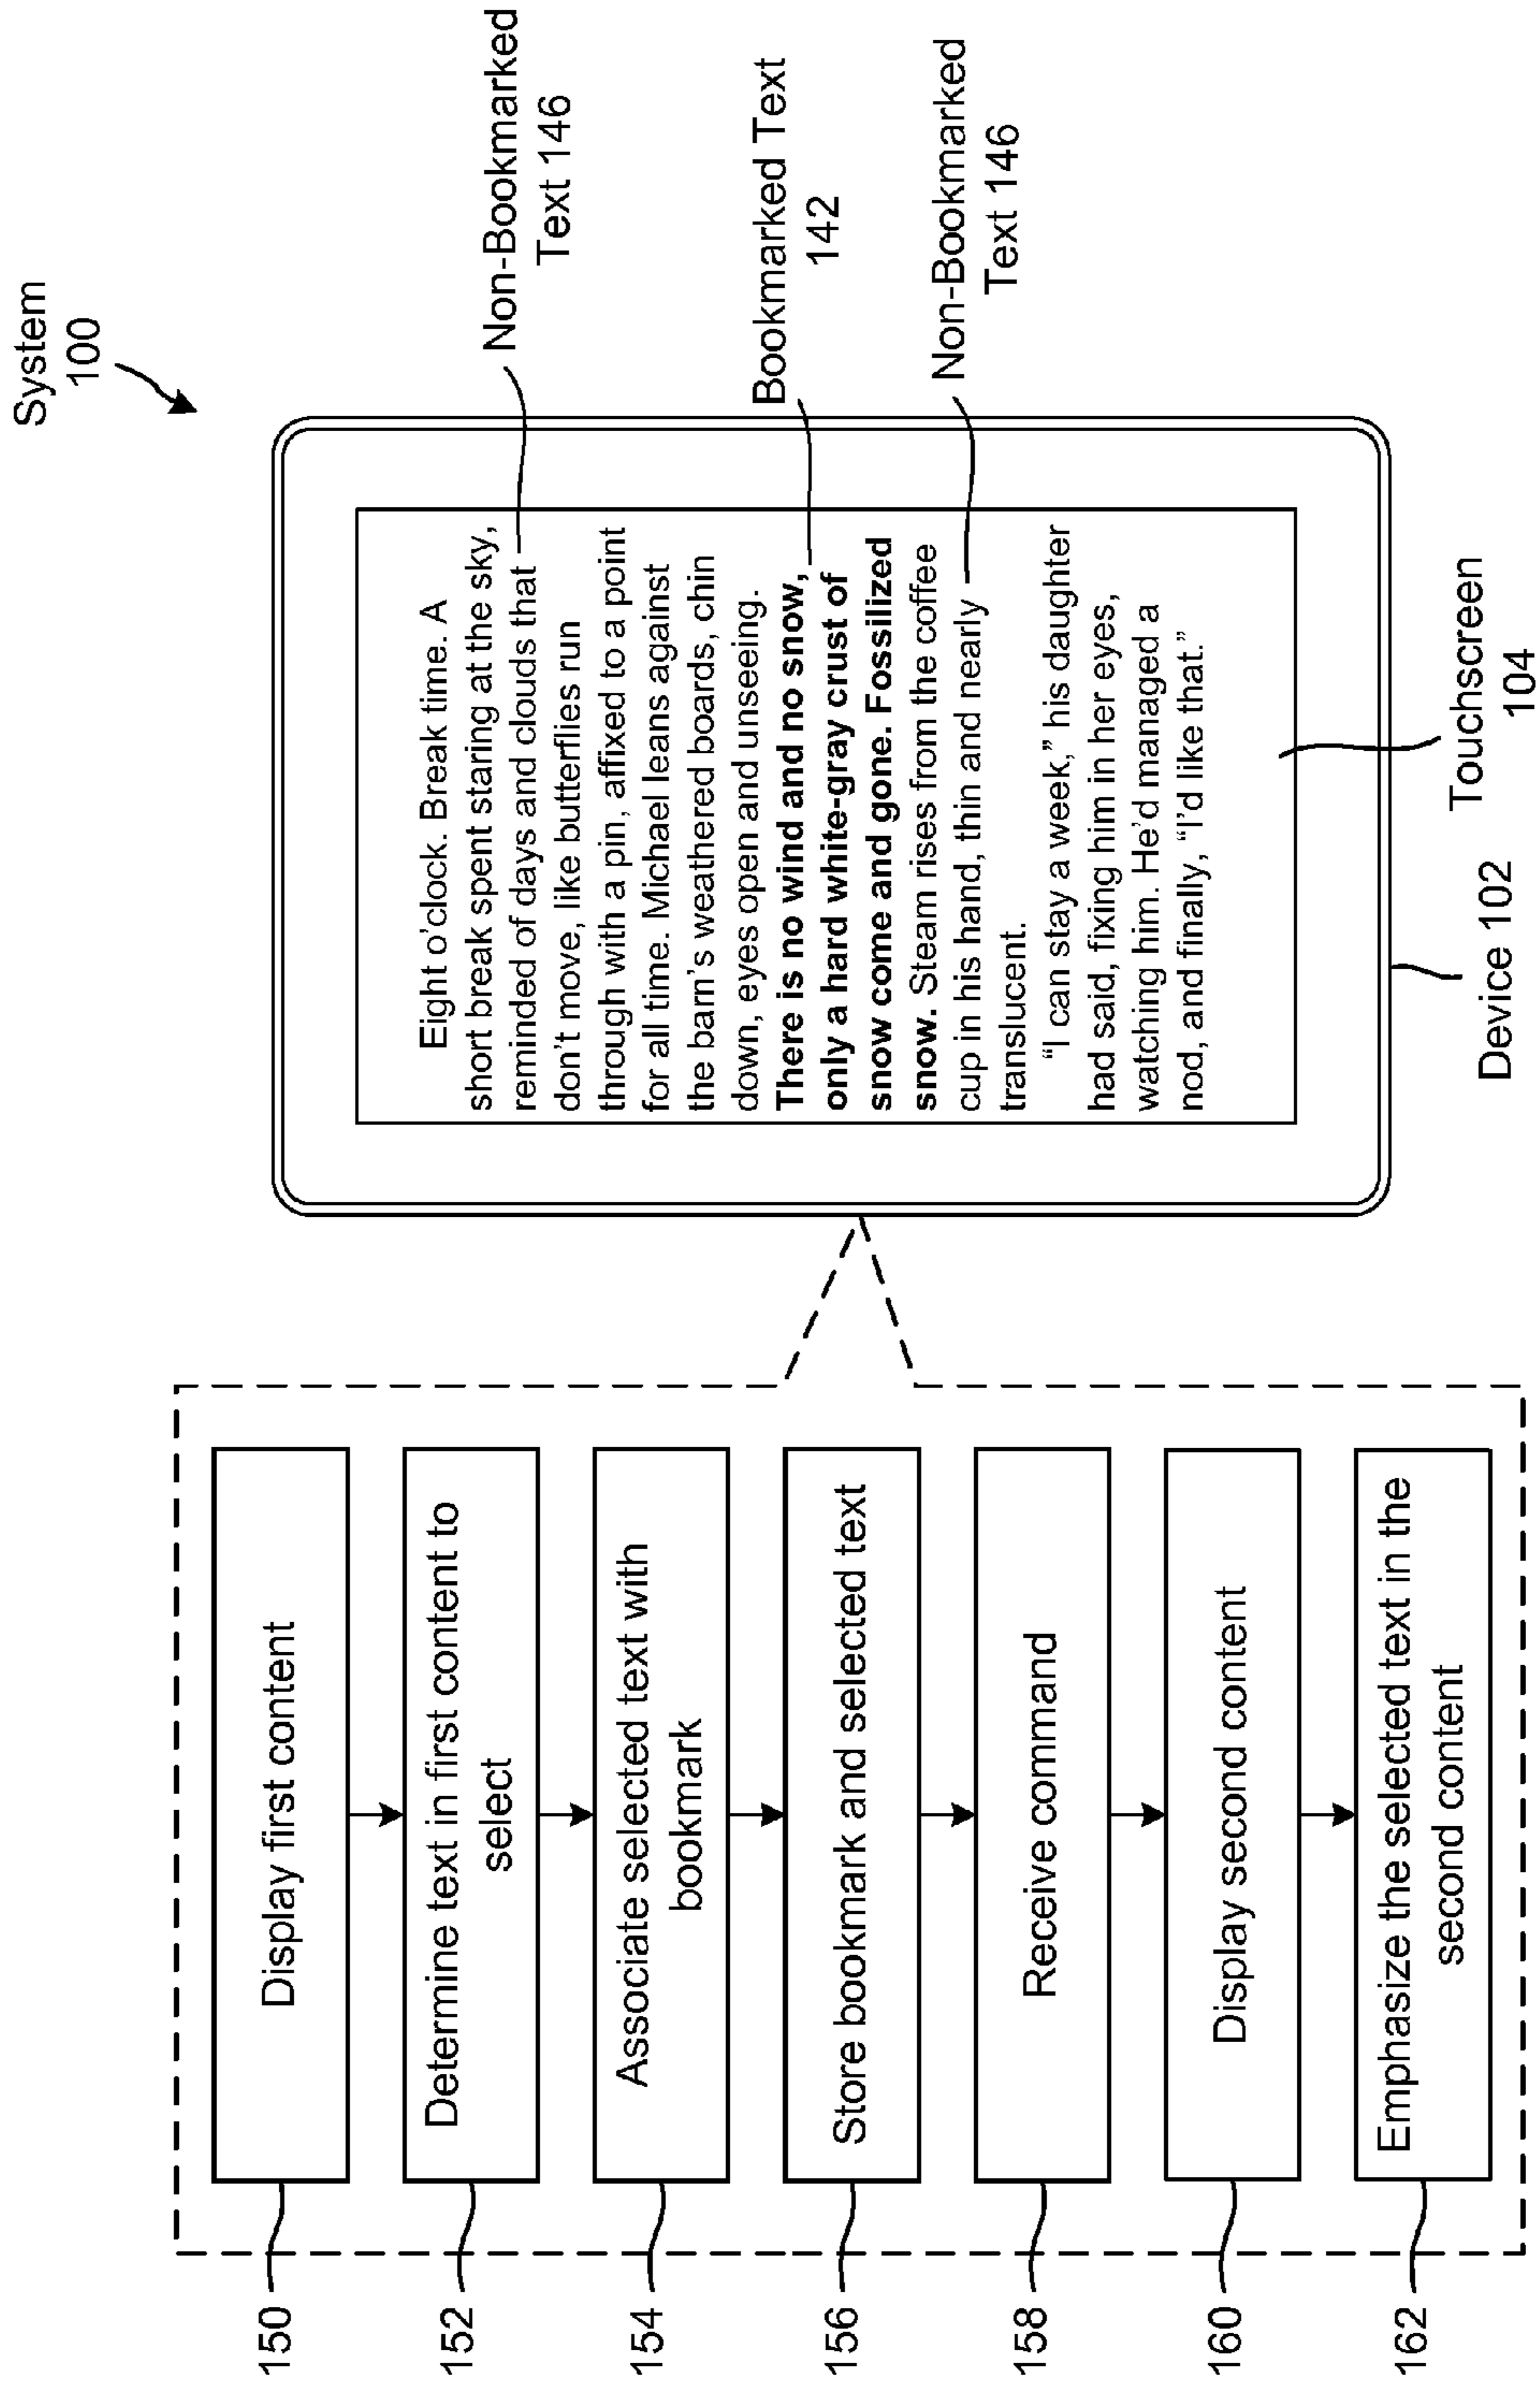 System
100
150
Display first content
152
Determine text in first content to
select
154
Associate selected text with
bookmark
156
Store bookmark and selected text
158
Receive command
160
Display second content
162
Emphasize the selected text in the
second content
Eight o'clock. Break time. A
short break spent staring at the sky,
reminded of days and clouds that
don't move, like butterflies run
through with a pin, affixed to a point
for all time. Michael leans against
the barn's weathered boards, chin
down, eyes open and unseeing.
There is no wind and no snow,
only a hard white-gray crust of
snow come and gone. Fossilized
snow. Steam rises from the coffee
cup in his hand, thin and nearly
translucent.
“I can stay a week,” his daughter
had said, fixing him in her eyes,
watching him. He'd managed a
nod, and finally, “I'd like that.”
Non-Bookmarked
Text 146
Bookmarked Text
142
Non-Bookmarked
Text 146
Device 102
Touchscreen
104